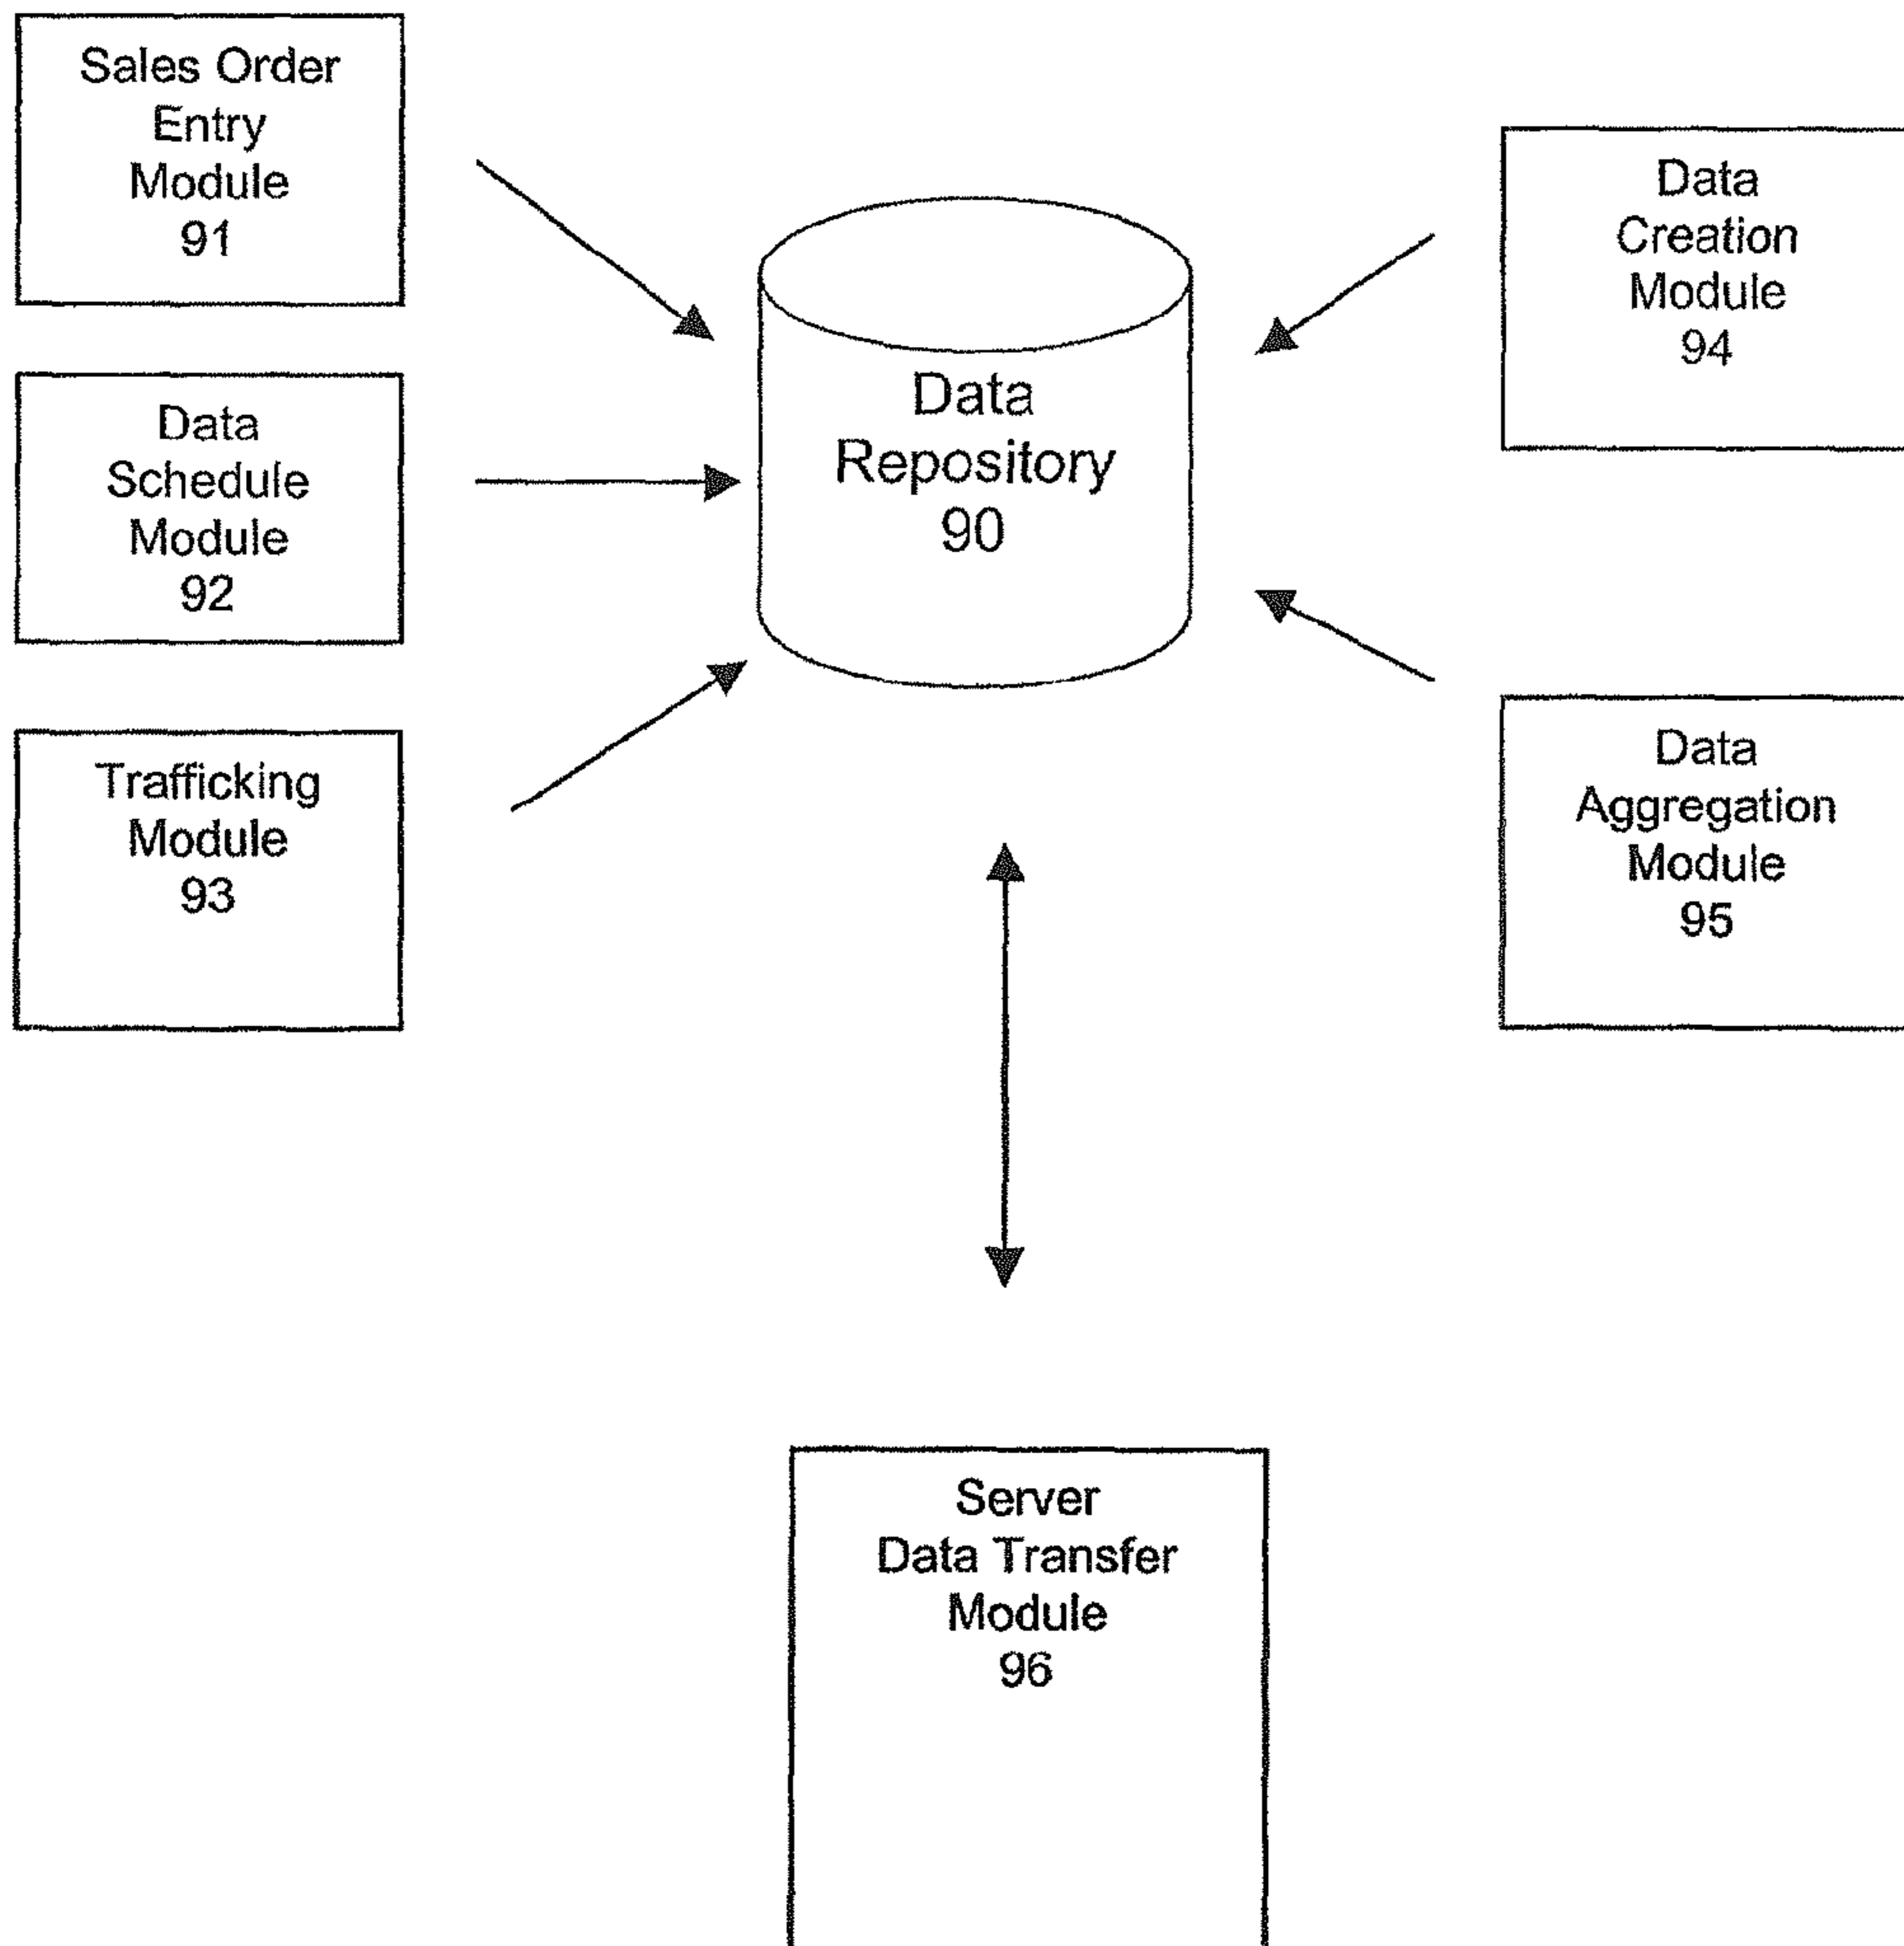 Sales Order
Entry
Module
91
Data
Schedule
Module
92
Trafficking
Module
93
Data
Repository
90
Data
Creation
Module
94
Data
Aggregation
Module
95
Server
Data Transfer
Module
96